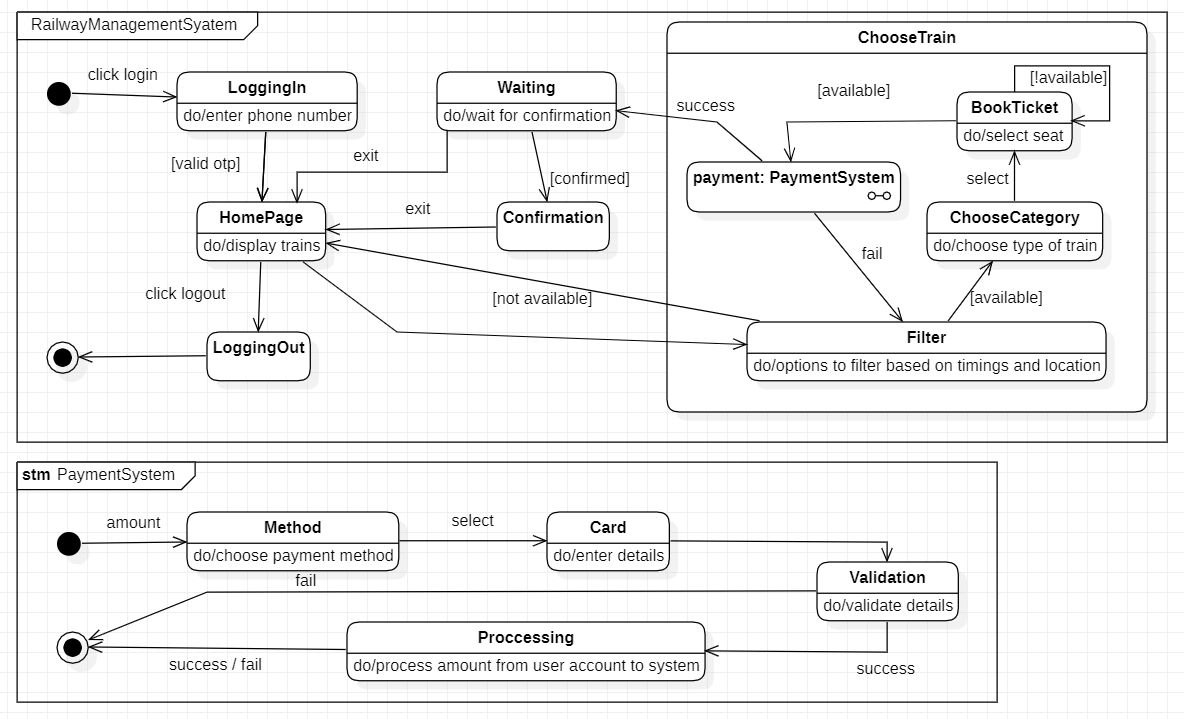 RailwayManagementSyatem
ChooseTrain
click login
LoggingIn
do/enter phone number
Waiting
do/wait for confirmation
success
[available]
[!available]
BookTicket
do/select seat
[valid otp]
exit
[confirmed]
payment: PaymentSystem
select
HomePage
do/display trains
exit
Confirmation
ChooseCategory
do/choose type of train
fail
click logout
[not available]
[available]
LoggingOut
Filter
do/options to filter based on timings and location
stm PaymentSystem
amount
Method
do/choose payment method
select
Card
do/enter details
fail
Validation
do/validate details
Proccessing
do/process amount from user account to system
success / fail
success